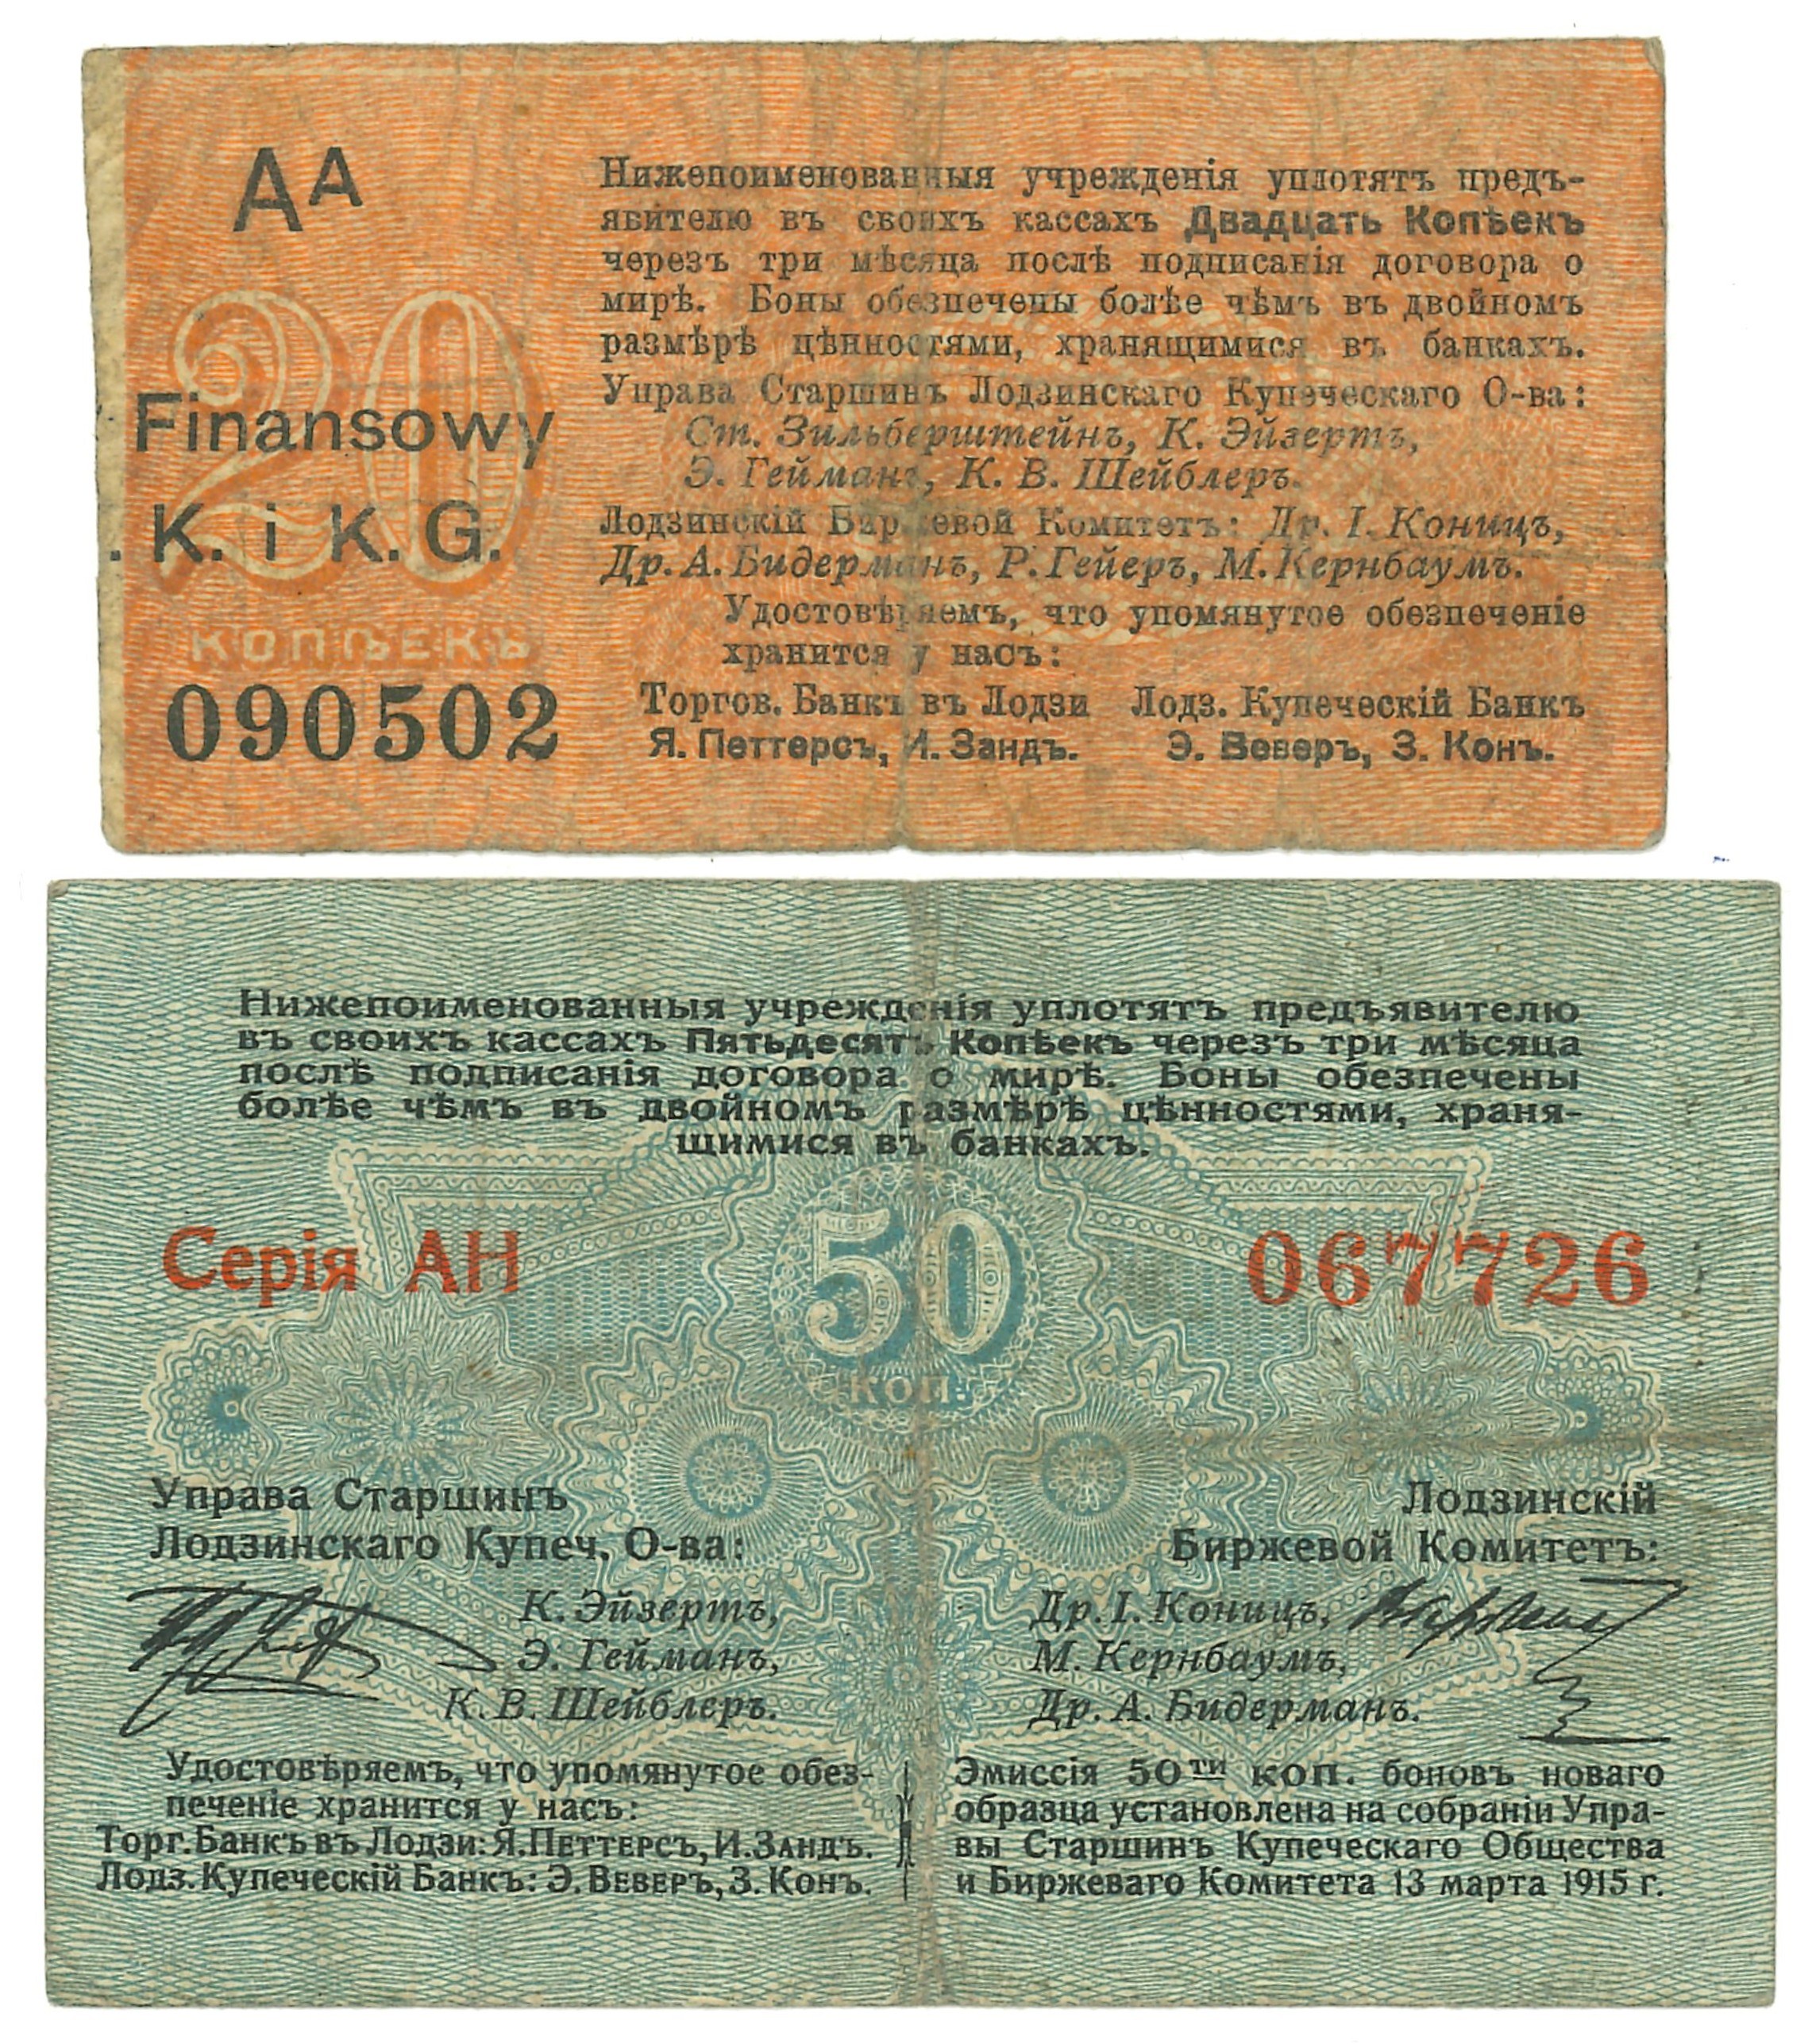 AA
20
Finansowy
. K. i K. G.
КОПѢЕКЪ
090502
Нижепоименованныя учрежденія уплотятъ предъ-
явителю въ своихъ кассахъ Двадцать Копѣекъ
черезъ три мѣсяца послѣ подписанія договора о
мирѣ. Боны обезпечены болѣе чѣмъ въ двойномъ
размѣрѣ цѣнностями, хранящимися въ банкахъ.
Управа Старшинъ Лодзинскаго Купеческаго О-ва:
Ст. Зильберштейнъ, К. Эйзертъ,
Э. Гейманъ, К. В. Шейблеръ.
Лодзинскій Биржевой Комитетъ: Др. І. Коницъ,
Др. А. Бидерманъ, Р. Гейеръ, М. Кернбаумъ.
Удостовѣряемъ, что упомянутое обезпеченіе
хранится у насъ:
Торгов. Банкъ въ Лодзи
Я. Петтерсъ, И. Зандъ.
Лодз. Купеческій Банкъ
Э. Веверъ, З. Конъ.
Нижепоименованныя учрежденія уплотятъ предъявителю
въ своихъ кассахъ Пятьдесятъ Копѣекъ черезъ три мѣсяца
послѣ подписанія договора о мирѣ. Боны обезпечены
болѣе чѣмъ въ двойномъ размѣрѣ цѣнностями, храня-
щимися въ банкахъ.
Серія АН
50
КОП.
067726
Управа Старшинъ
Лодзинскаго Купеч. О-ва:
К. Эйзертъ,
Э. Гейманъ,
К. В. Шейблеръ.
Лодзинскій
Биржевой Комитетъ:
Др. І. Коницъ,
М. Кернбаумъ,
Др. А. Бидерманъ.
Удостовѣряемъ, что упомянутое обез-
печеніе хранится у насъ:
Торг. Банкъ въ Лодзи: Я. Петтерсъ, И. Зандъ.
Лодз. Купеческій Банкъ: Э. Веверъ, З. Конъ.
Эмиссія 50ти коп. боновъ новаго
образца установлена на собраніи Упра-
вы Старшинъ Купеческаго Общества
и Биржеваго Комитета 13 марта 1915 г.